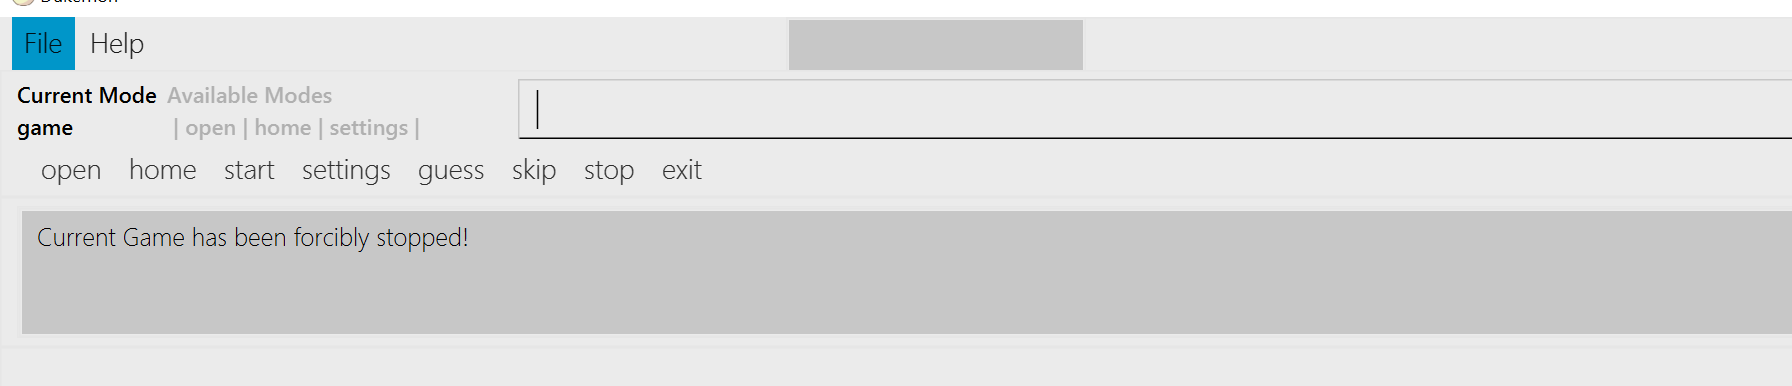 Dukemon
File Help
Current Mode Available Modes
game | open | home | settings |
open home start settings guess skip stop exit
Current Game has been forcibly stopped!